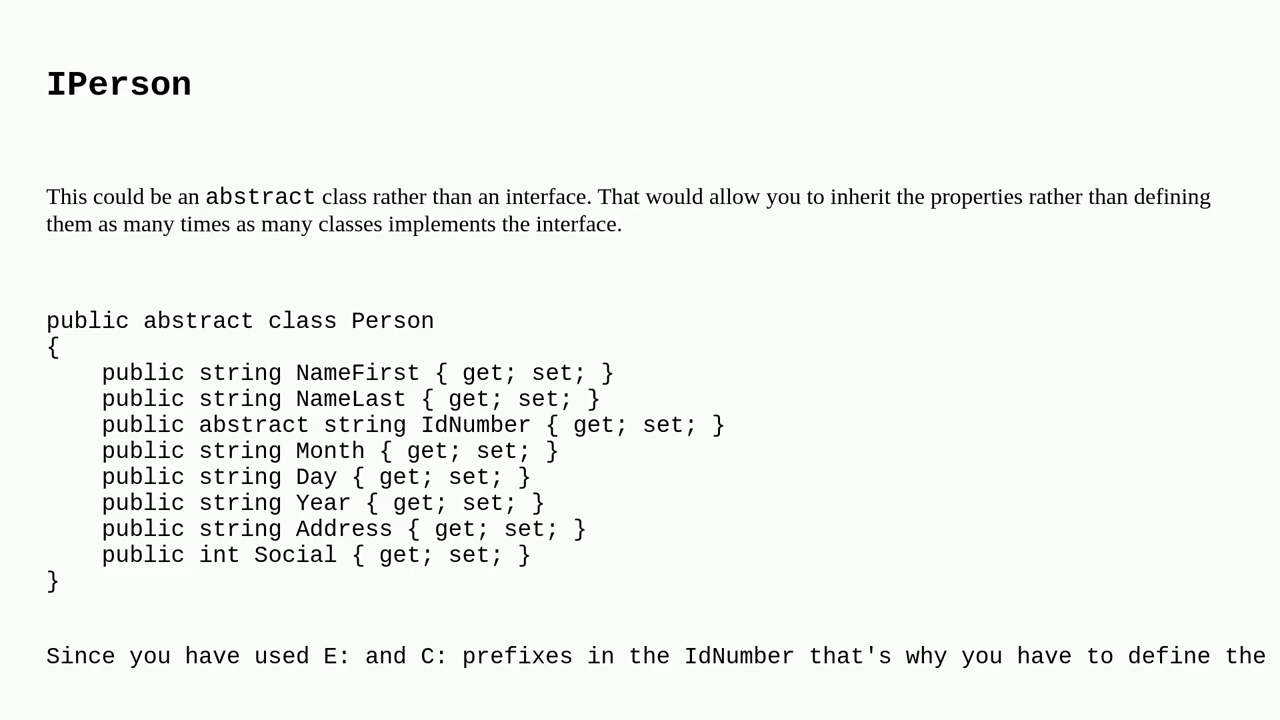 IPerson
This could be an abstract class rather than an interface. That would allow you to inherit the properties rather than defining
them as many times as many classes implements the interface.
public abstract class Person
{
    public string NameFirst { get; set; }
    public string NameLast { get; set; }
    public abstract string IdNumber { get; set; }
    public string Month { get; set; }
    public string Day { get; set; }
    public string Year { get; set; }
    public string Address { get; set; }
    public int Social { get; set; }
}
Since you have used E: and C: prefixes in the IdNumber that's why you have to define the